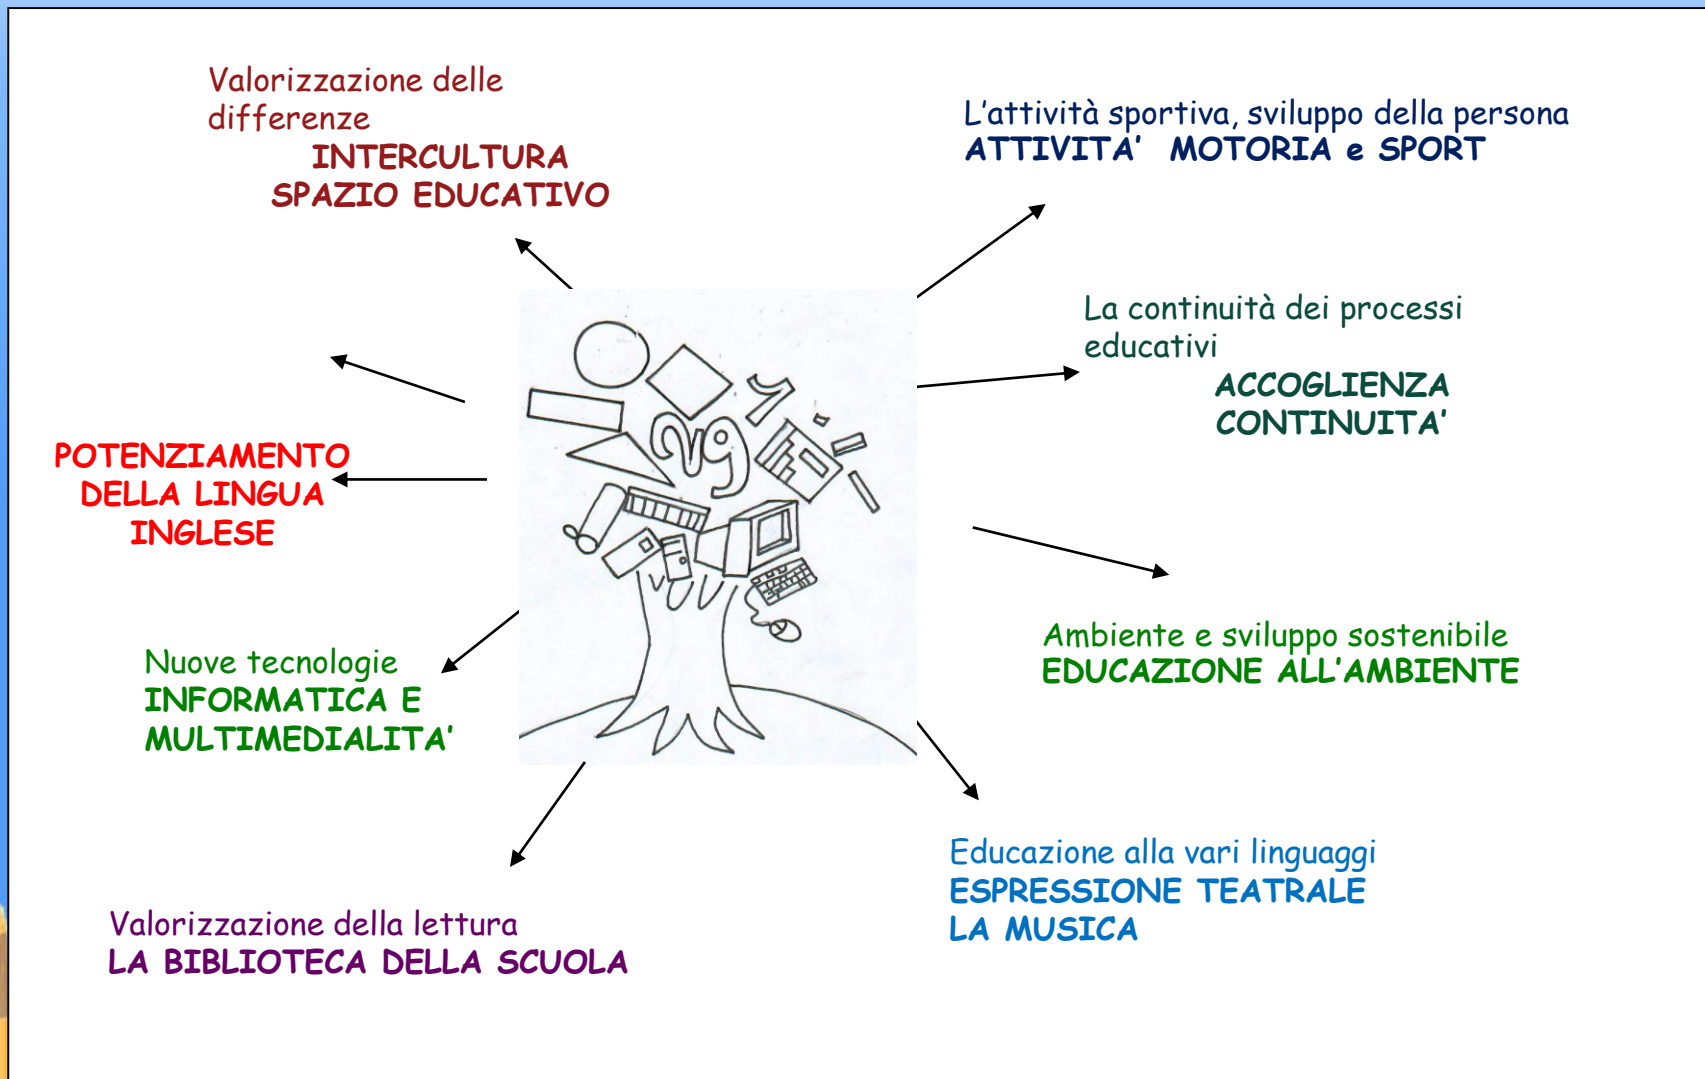 Valorizzazione delle
differenze
INTERCULTURA
SPAZIO EDUCATIVO
L'attività sportiva, sviluppo della persona
ATTIVITA' MOTORIA e SPORT
La continuità dei processi
educativi
ACCOGLIENZA
CONTINUITA'
POTENZIAMENTO
DELLA LINGUA
INGLESE
vg
Nuove tecnologie
INFORMATICA E
MULTIMEDIALITA'
Ambiente e sviluppo sostenibile
EDUCAZIONE ALL'AMBIENTE
Educazione alla vari linguaggi
ESPRESSIONE TEATRALE
LA MUSICA
Valorizzazione della lettura
LA BIBLIOTECA DELLA SCUOLA